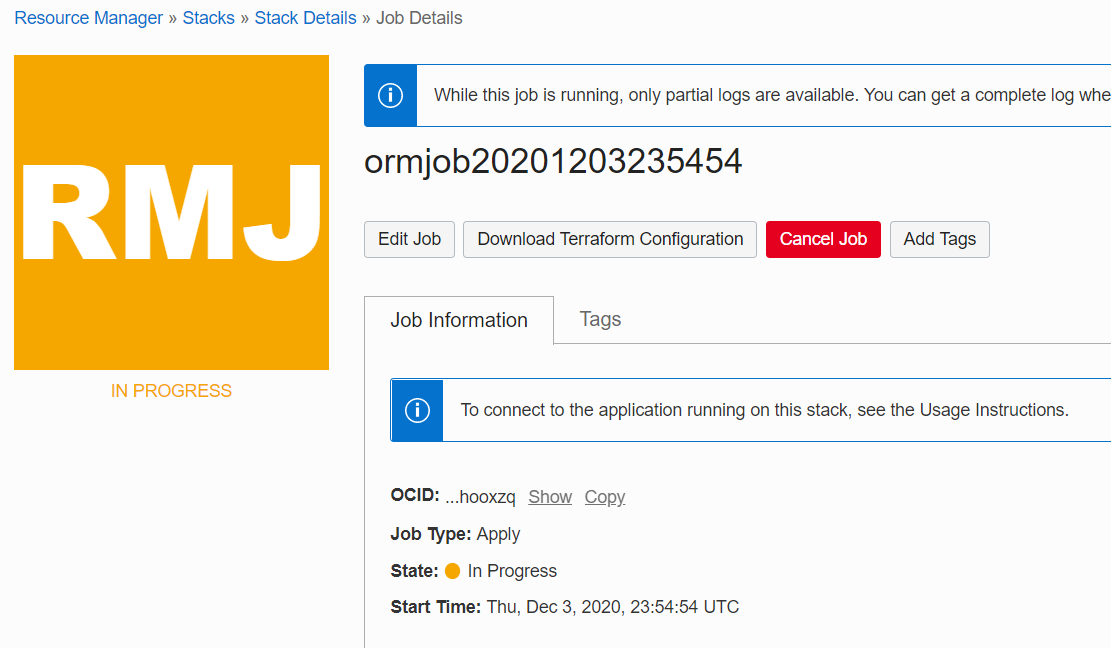 Resource Manager » Stacks » Stack Details » Job Details
RMJ
IN PROGRESS
While this job is running, only partial logs are available. You can get a complete log whe
ormjob20201203235454
Edit Job Download Terraform Configuration Cancel Job Add Tags
Job Information Tags
To connect to the application running on this stack, see the Usage Instructions.
OCID: ...hooxzq Show Copy
Job Type: Apply
State: In Progress
Start Time: Thu, Dec 3, 2020, 23:54:54 UTC